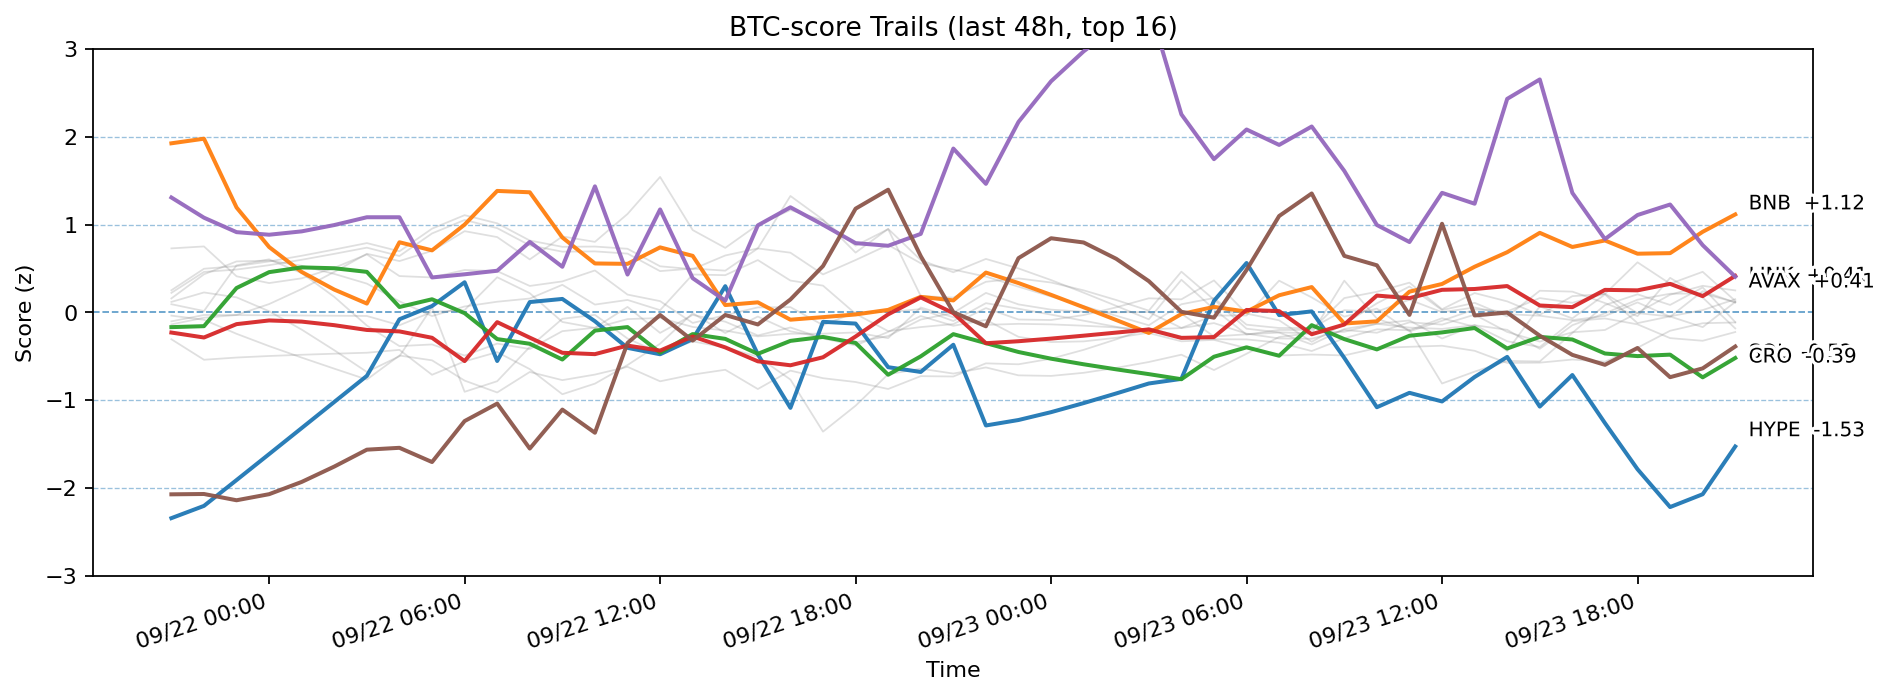 BTC-score Trails (last 48h, top 16)
Score (z)
3
2
1
0
−1
−2
−3
BNB +1.12
AVAX +0.41
CRO -0.39
HYPE -1.53
09/22 00:00
09/22 06:00
09/22 12:00
09/22 18:00
09/23 00:00
09/23 06:00
09/23 12:00
09/23 18:00
Time